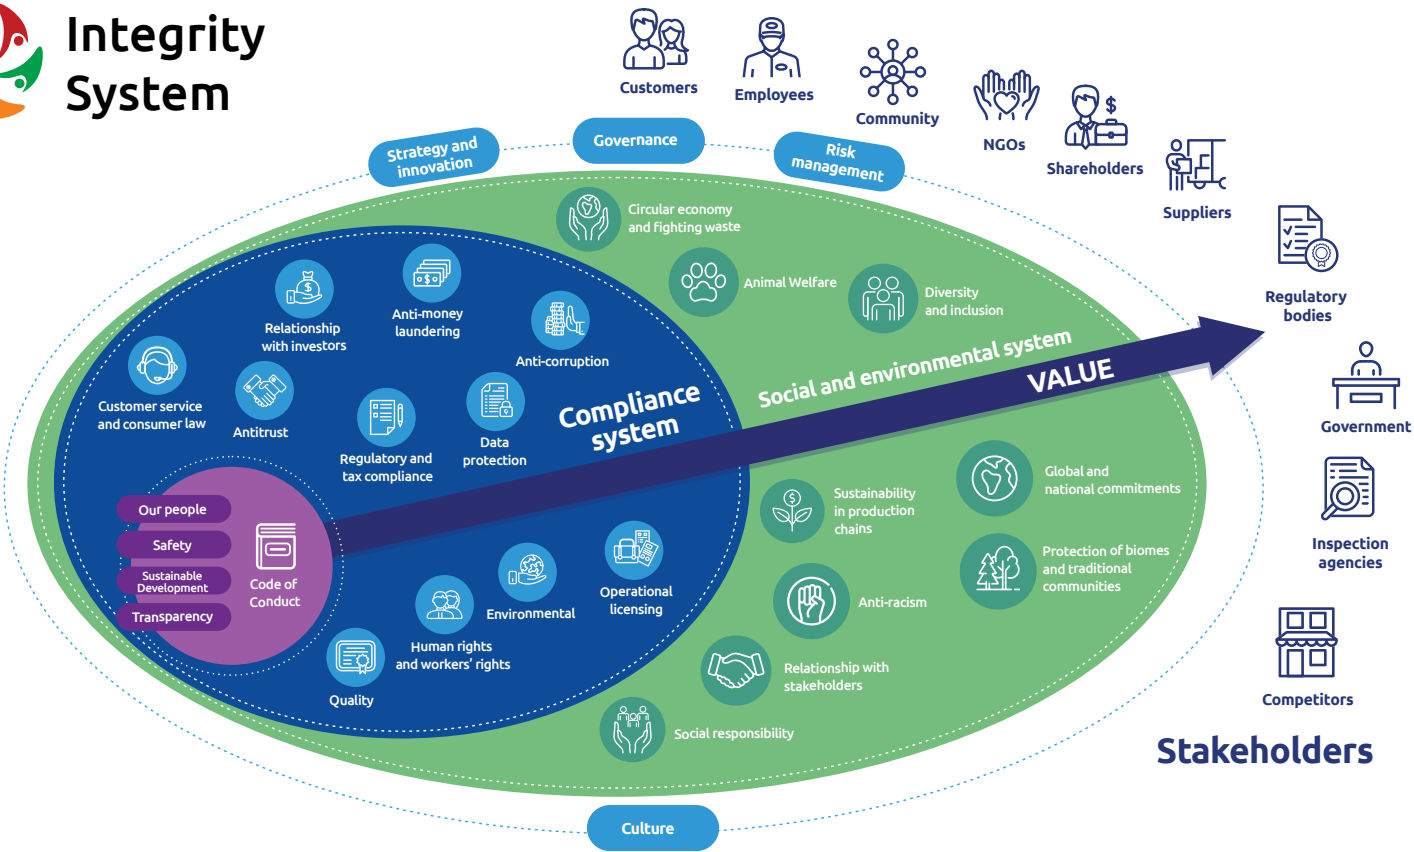 Integrity
System
Customers
Employees
Community
NGOs
Shareholders
Suppliers
Regulatory
bodies
Government
Inspection
agencies
Competitors
Stakeholders
Strategy and
innovation
Governance
Risk
management
Circular economy
and fighting waste
Animal Welfare
Diversity
and inclusion
Social and environmental system
VALUE
Relationship
with investors
Anti-money
laundering
Anti-corruption
Customer service
and consumer law
Antitrust
Regulatory and
tax compliance
Data
protection
Compliance
system
Our people
Safety
Sustainable
Development
Transparency
Code of
Conduct
Quality
Human rights
and workers' rights
Environmental
Operational
licensing
Sustainability
in production
chains
Global and
national commitments
Protection of biomes
and traditional
communities
Anti-racism
Relationship with
stakeholders
Social responsibility
Culture